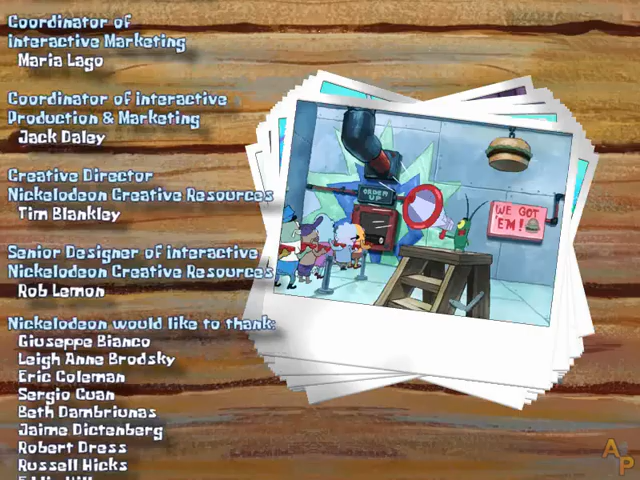 Coordinator of
interactive Marketing
Maria Lago
Coordinator of interactive
Production & Marketing
Jack Daley
Creative Director
Nickelodeon Creative Resources
Tim Blankley
Senior Designer of interactive
Nickelodeon Creative Resources
Rob Lemon
Nickelodeon would like to thank:
Giuseppe Bianco
Leigh Anne Brodsky
Eric Coleman
Sergio Cuan
Beth Dambriunas
Jaime Dictenberg
Robert Dress
Russell Hicks
ORDER
UP
WE GOT
'EM!
AP